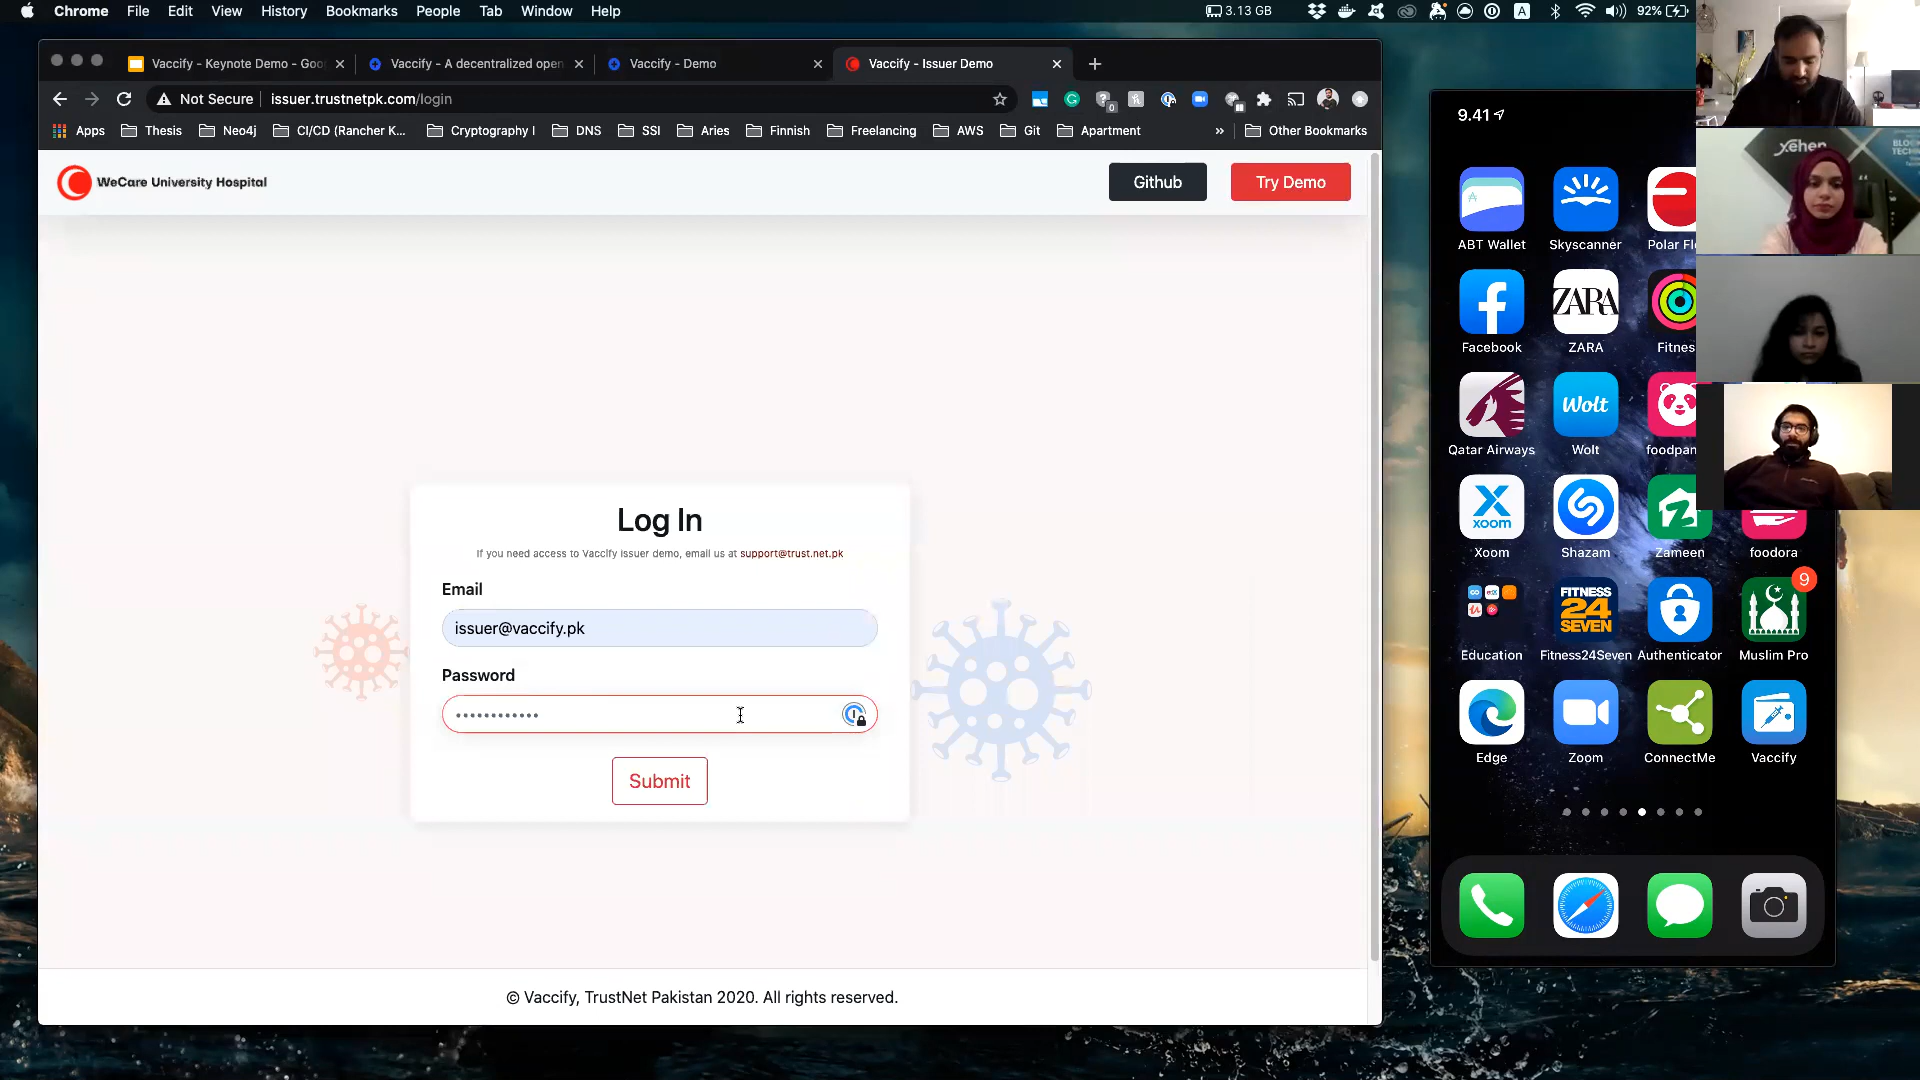 Chrome File Edit View History Bookmarks People Tab Window Help
3.13 GB A 92%
Vaccify - Keynote Demo - Goo
Vaccify - A decentralized open
Vaccify - Demo
Vaccify - Issuer Demo
Not Secure issuer.trustnetpk.com/login
Apps Thesis Neo4j CI/CD (Rancher K... Cryptography I DNS SSI Aries Finnish Freelancing AWS Git Apartment » Other Bookmarks
WeCare University Hospital
Github
Try Demo
Log In
If you need access to Vaccify issuer demo, email us at support@trust.net.pk
Email
issuer@vaccify.pk
Password
••••••••••••
Submit
© Vaccify, TrustNet Pakistan 2020. All rights reserved.
9.41
ABT Wallet Skyscanner Polar Fl
ZARA
Facebook ZARA Fitnes
Wolt
Qatar Airways Wolt foodpan
xoom
Xoom Shazam Zameen foodora
FITNESS
24
SEVEN
9
Education Fitness24Seven Authenticator Muslim Pro
Edge Zoom ConnectMe Vaccify